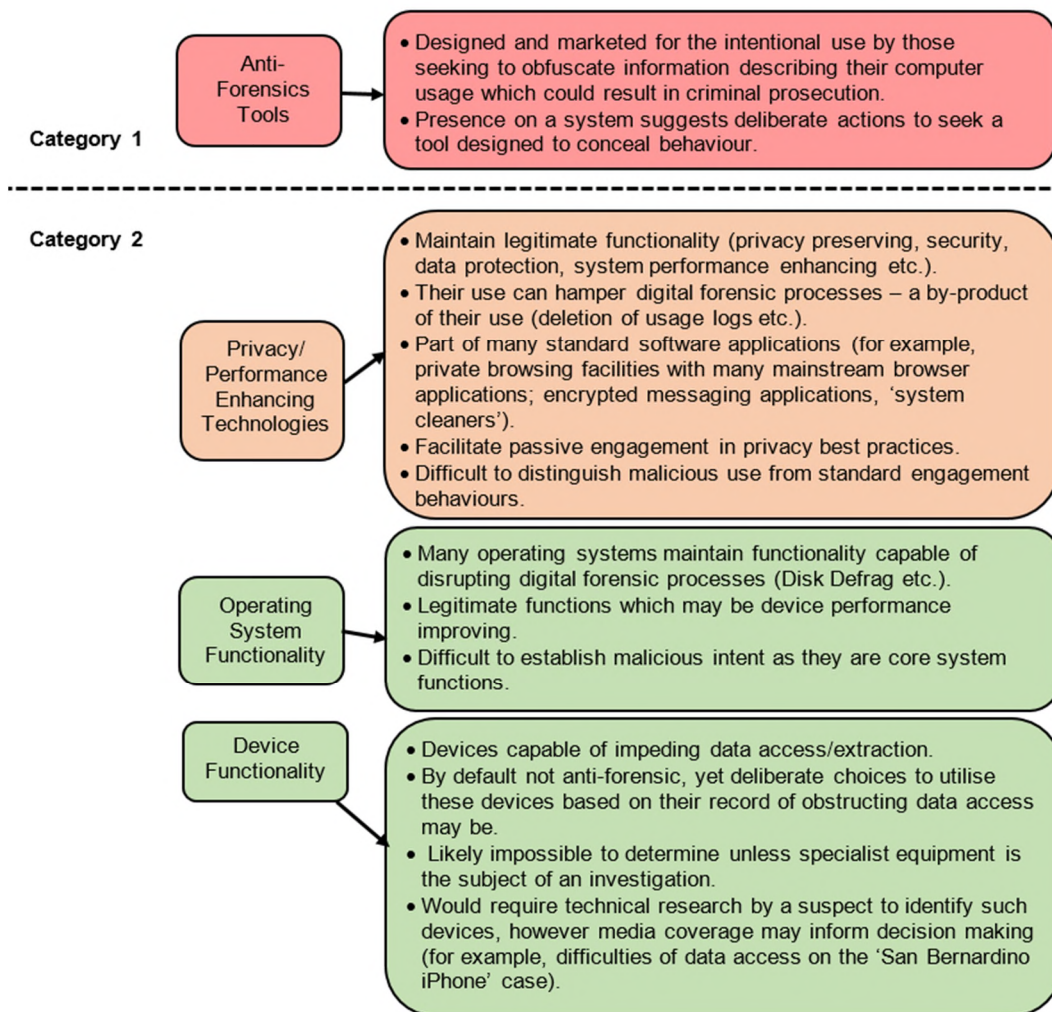 Anti-
Forensics
Tools
• Designed and marketed for the intentional use by those
seeking to obfuscate information describing their computer
usage which could result in criminal prosecution.
• Presence on a system suggests deliberate actions to seek a
tool designed to conceal behaviour.
Category 1
Category 2
Privacy/
Performance
Enhancing
Technologies
• Maintain legitimate functionality (privacy preserving, security,
data protection, system performance enhancing etc.).
• Their use can hamper digital forensic processes – a by-product
of their use (deletion of usage logs etc.).
• Part of many standard software applications (for example,
private browsing facilities with many mainstream browser
applications; encrypted messaging applications, ‘system
cleaners’).
• Facilitate passive engagement in privacy best practices.
• Difficult to distinguish malicious use from standard engagement
behaviours.
Operating
System
Functionality
• Many operating systems maintain functionality capable of
disrupting digital forensic processes (Disk Defrag etc.).
• Legitimate functions which may be device performance
improving.
• Difficult to establish malicious intent as they are core system
functions.
Device
Functionality
• Devices capable of impeding data access/extraction.
• By default not anti-forensic, yet deliberate choices to utilise
these devices based on their record of obstructing data access
may be.
• Likely impossible to determine unless specialist equipment is
the subject of an investigation.
• Would require technical research by a suspect to identify such
devices, however media coverage may inform decision making
(for example, difficulties of data access on the ‘San Bernardino
iPhone’ case).